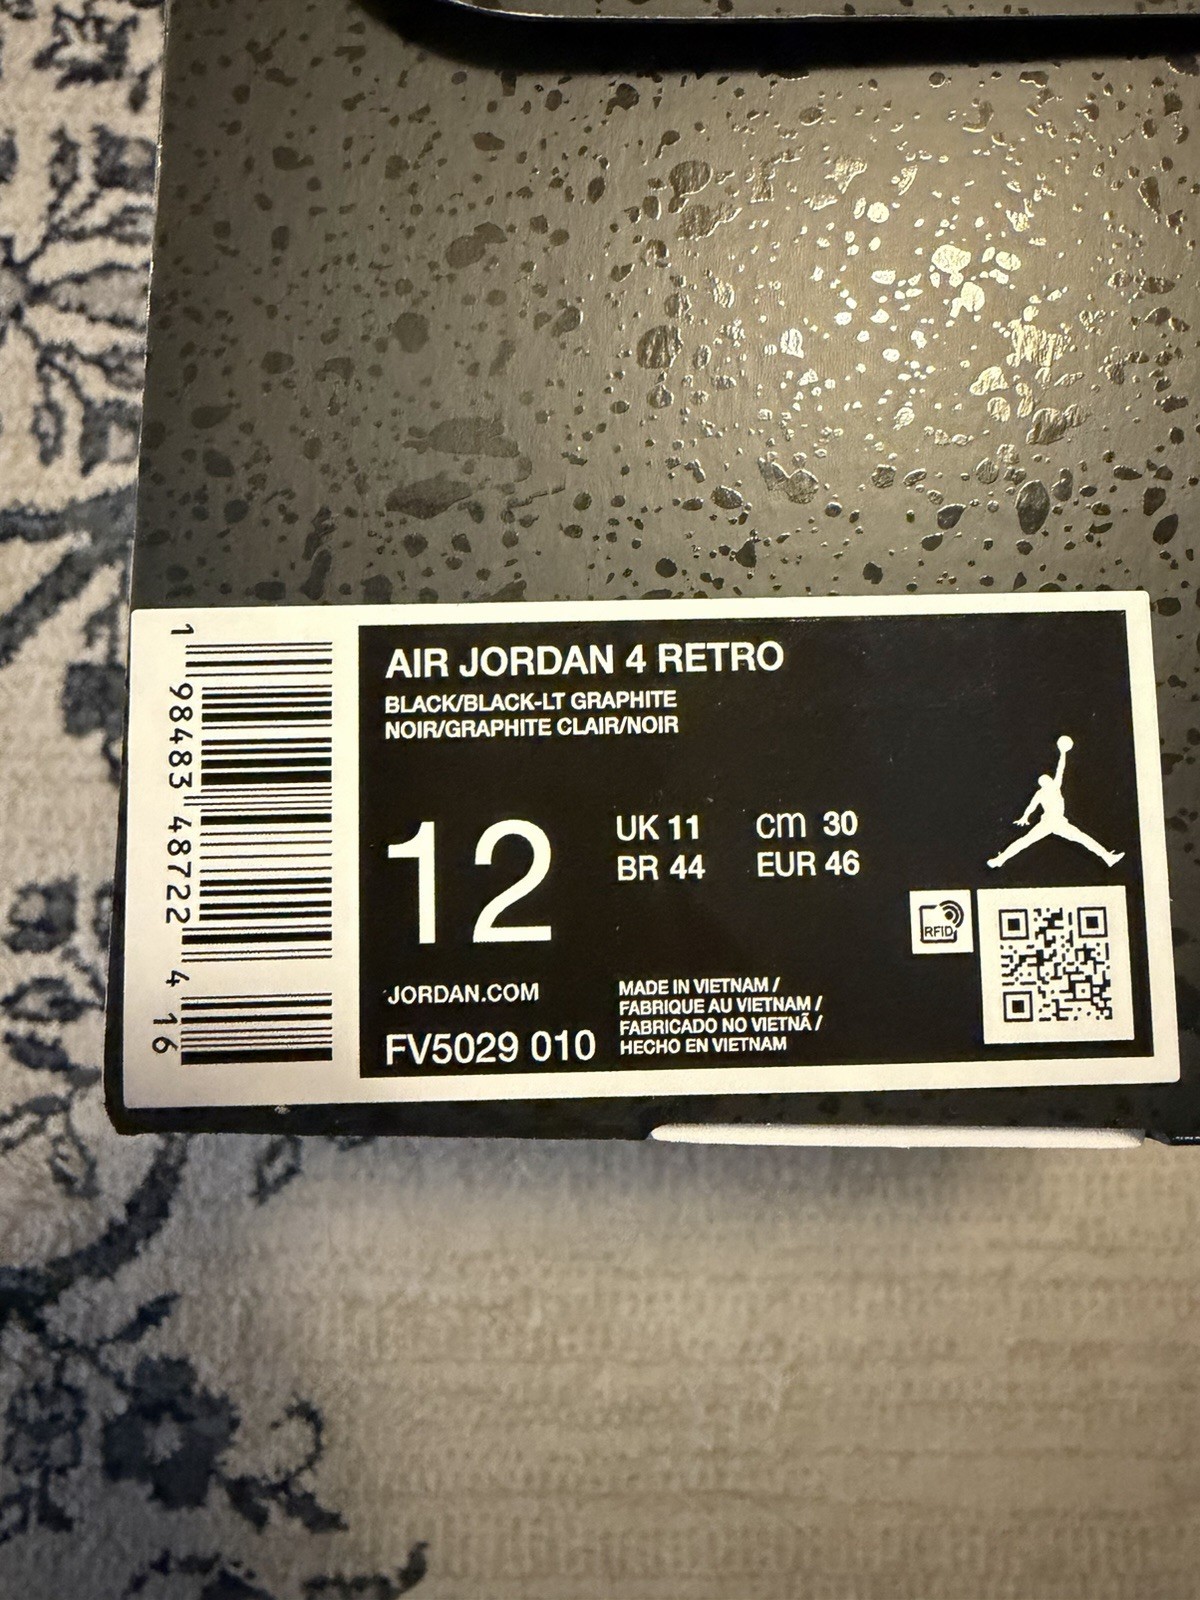 AIR JORDAN 4 RETRO
BLACK/BLACK-LT GRAPHITE
NOIR/GRAPHITE CLAIR/NOIR
12
UK 11 cm 30
BR 44 EUR 46
RFID
JORDAN.COM
FV5029 010
MADE IN VIETNAM /
FABRIQUE AU VIETNAM /
FABRICADO NO VIETNÃ /
HECHO EN VIETNAM
1 98483 48722 4 16